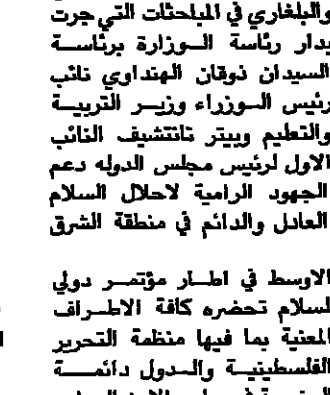 والبلغاري في المباحثات التي جرت
بدار رئاسة الوزارة برئاسة
السيدان ذوقان الهنداوي نائب
رئيس الوزراء وزير التربية
والتعليم وبيتر تانتشيف النائب
الاول لرئيس مجلس الدوله دعم
الجهود الرامية لاحلال السلام
العادل والدائم في منطقة الشرق
الاوسط في اطار مؤتمر دولي
لسلام تحضره كافة الاطراف
المعنية بما فيها منظمة التحرير
الفلسطينية والدول دائمة